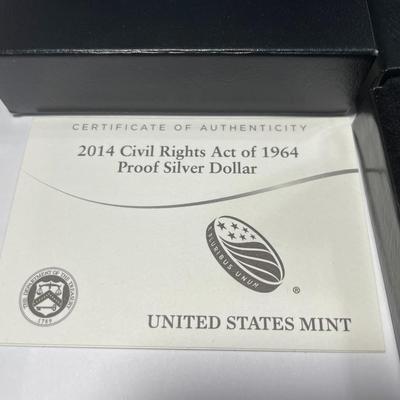 CERTIFICATE OF AUTHENTICITY
2014 Civil Rights Act of 1964
Proof Silver Dollar
PLURIBUS UNUM
®
THE DEPARTMENT OF THE TREASURY
1789
UNITED STATES MINT